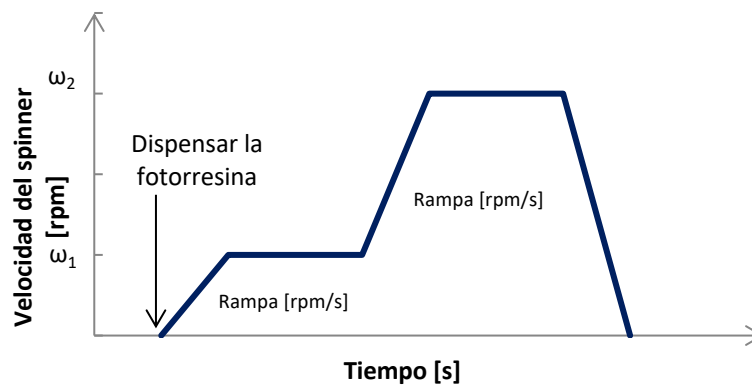 Velocidad del spinner
[rpm]
ω2
ω1
Dispensar la
fotorresina
Rampa [rpm/s]
Rampa [rpm/s]
Tiempo [s]